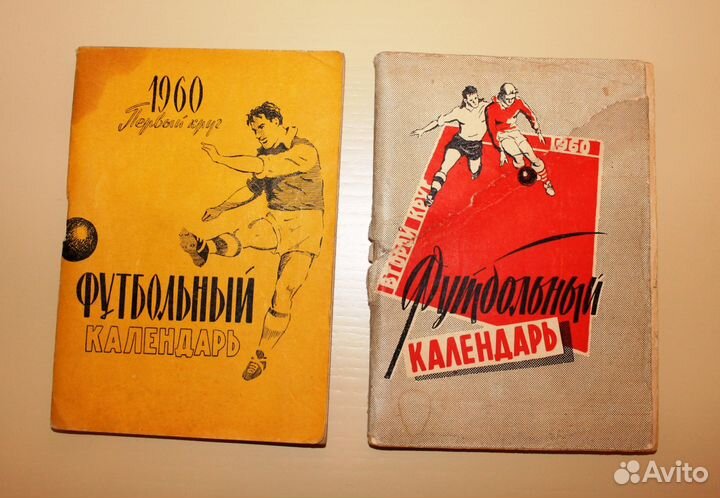 1960
Первый круг
ФУТБОЛЬНЫЙ
КАЛЕНДАРЬ
1960
ВТОРОЙ КРУГ
Футбольный
КАЛЕНДАРЬ
Avito